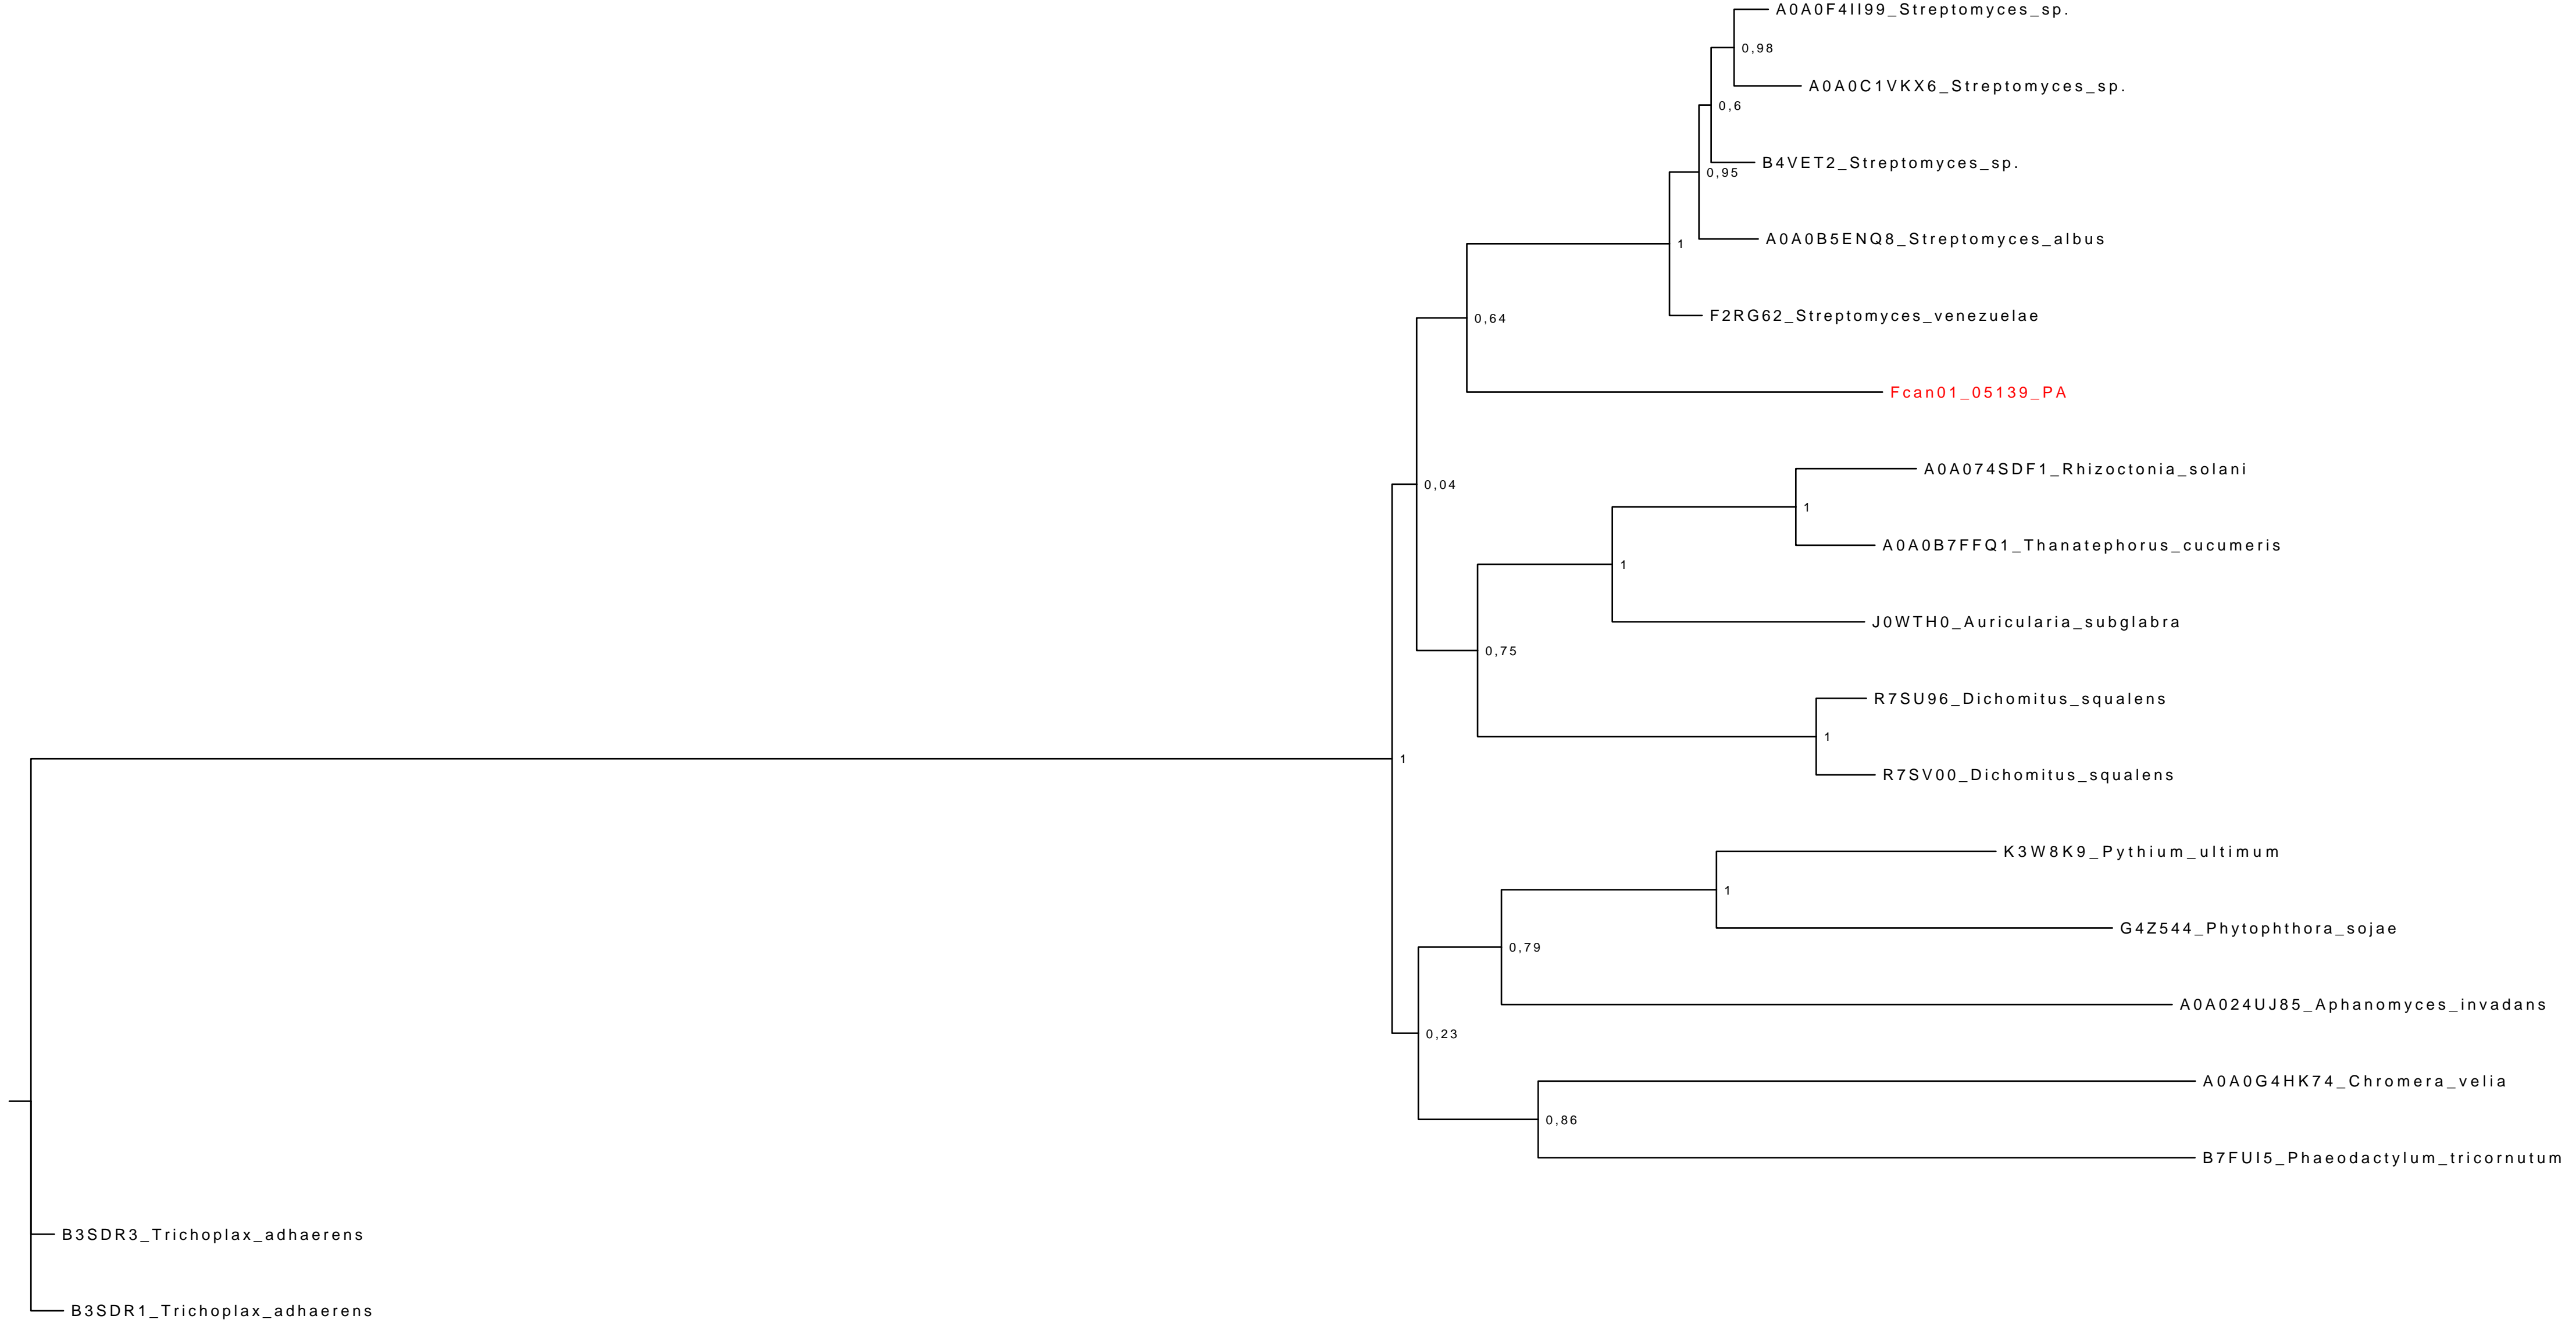 A0A0F4II99_Streptomyces_sp.
0,98
A0A0C1VKX6_Streptomyces_sp.
0,6
B4VET2_Streptomyces_sp.
0,95
A0A0B5ENQ8_Streptomyces_albus
1
F2RG62_Streptomyces_venezuelae
0,64
Fcan01_05139_PA
A0A074SDF1_Rhizoctonia_solani
0,04
1
A0A0B7FFQ1_Thanatephorus_cucumeris
1
J0WTH0_Auricularia_subglabra
0,75
R7SU96_Dichomitus_squalens
1
1
R7SV00_Dichomitus_squalens
K3W8K9_Pythium_ultimum
1
G4Z544_Phytophthora_sojae
0,79
A0A024UJ85_Aphanomyces_invadans
0,23
A0A0G4HK74_Chromera_velia
0,86
B7FUI5_Phaeodactylum_tricornutum
B3SDR3_Trichoplax_adhaerens
B3SDR1_Trichoplax_adhaerens